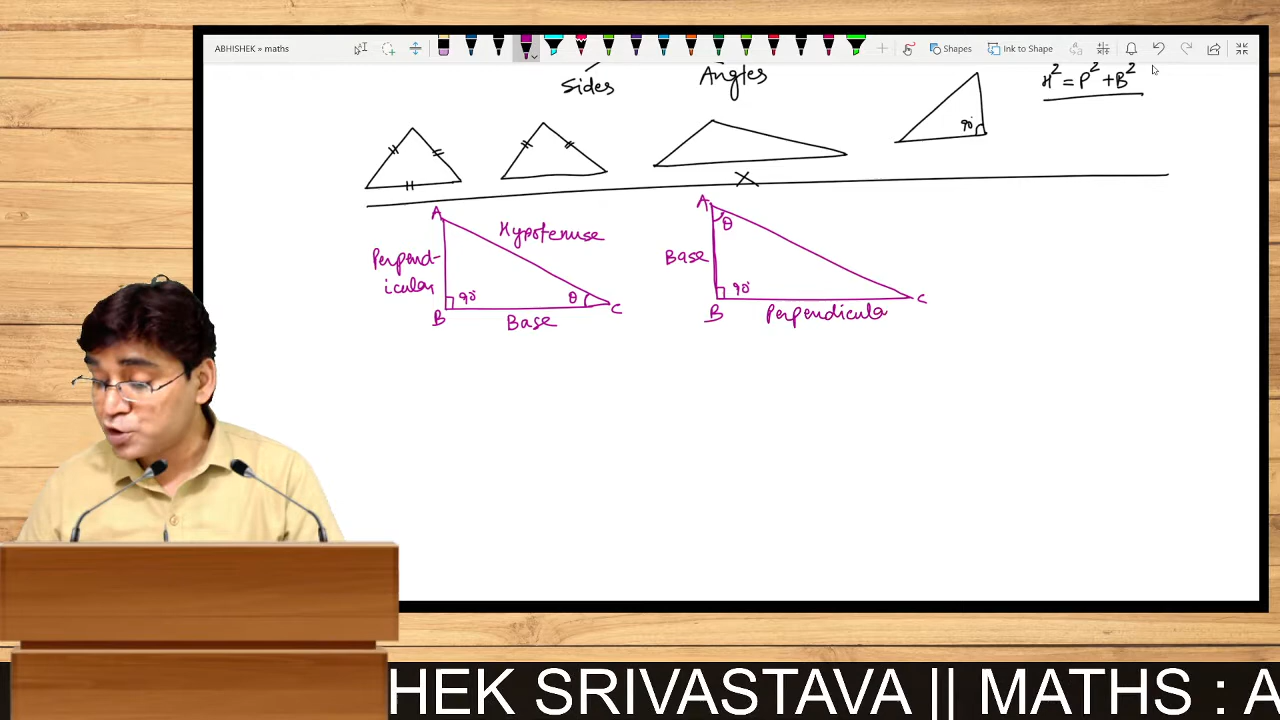 ABHISHEK » maths
Shapes
Ink to Shape
Sides
Angles
90°
H² = P² + B²
A
Hypotenuse
Perpend-
icular
90°
θ
B
Base
C
A
θ
Base
90°
B
Perpendicula
C
HEK SRIVASTAVA || MATHS : A